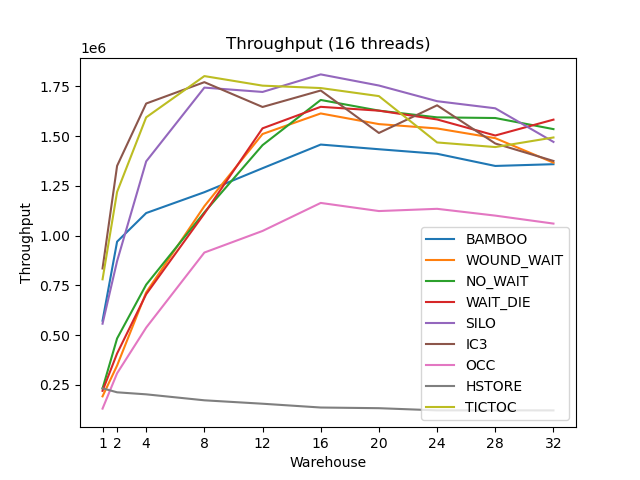 Throughput (16 threads)
1e6
1.75
1.50
1.25
1.00
0.75
0.50
0.25
Throughput
BAMBOO
WOUND_WAIT
NO_WAIT
WAIT_DIE
SILO
IC3
OCC
HSTORE
TICTOC
1 2 4 8 12 16 20 24 28 32
Warehouse